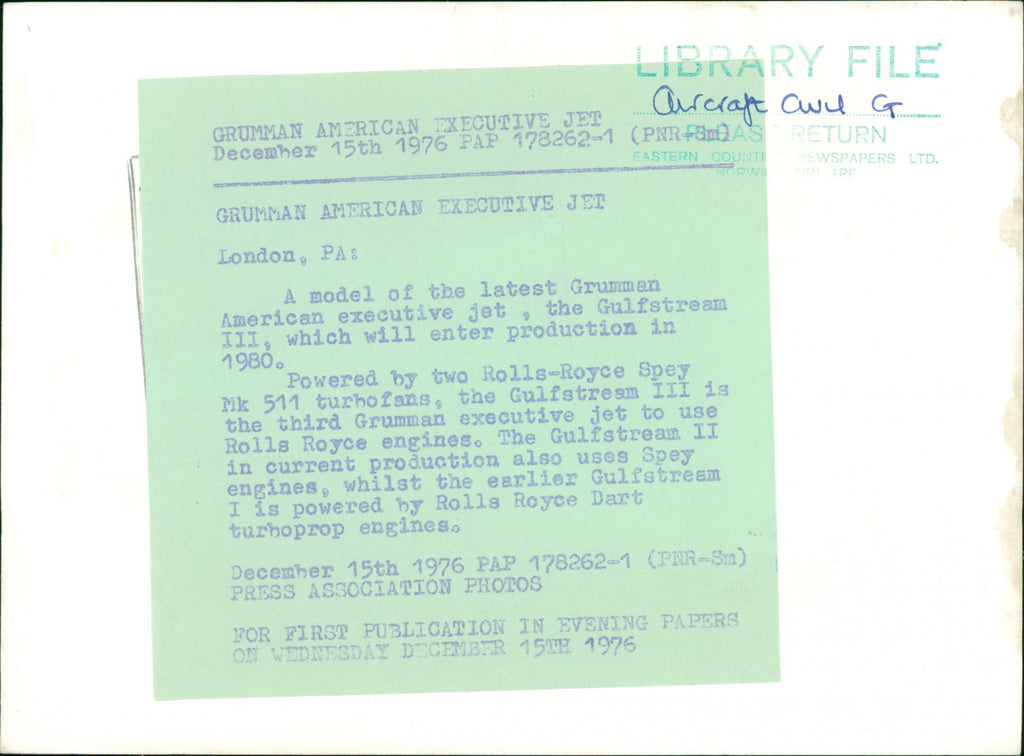 LIBRARY FILE
Aircraft Civil G
RETURN
EASTERN COUNTI NEWSPAPERS LTD.
GRUMMAN AMERICAN EXECUTIVE JET
December 15th 1976 PAP 178262-1 (PNR-Sm)
GRUMMAN AMERICAN EXECUTIVE JET
London, PA:
A model of the latest Grumman
American executive jet , the Gulfstream
III, which will enter production in
1980.
Powered by two Rolls-Royce Spey
Mk 511 turbofans, the Gulfstream III is
the third Grumman executive jet to use
Rolls Royce engines. The Gulfstream II
in current production also uses Spey
engines, whilst the earlier Gulfstream
I is powered by Rolls Royce Dart
turboprop engines.
December 15th 1976 PAP 178262-1 (PNR-Sm)
PRESS ASSOCIATION PHOTOS
FOR FIRST PUBLICATION IN EVENING PAPERS
ON WEDNESDAY DECEMBER 15TH 1976